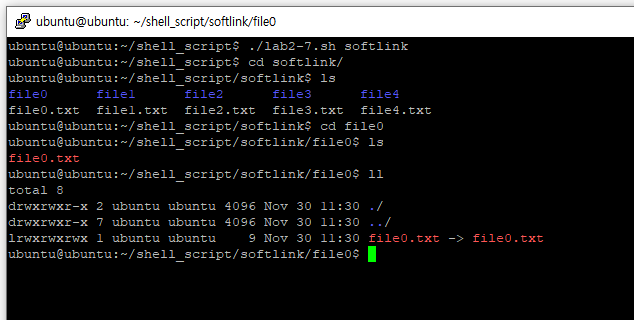 ubuntu@ubuntu: ~/shell_script/softlink/file0
ubuntu@ubuntu:~/shell_script$ ./lab2-7.sh softlink
ubuntu@ubuntu:~/shell_script$ cd softlink/
ubuntu@ubuntu:~/shell_script/softlink$ ls
file0 file1 file2 file3 file4
file0.txt file1.txt file2.txt file3.txt file4.txt
ubuntu@ubuntu:~/shell_script/softlink$ cd file0
ubuntu@ubuntu:~/shell_script/softlink/file0$ ls
file0.txt
ubuntu@ubuntu:~/shell_script/softlink/file0$ ll
total 8
drwxrwxr-x 2 ubuntu ubuntu 4096 Nov 30 11:30 ./
drwxrwxr-x 7 ubuntu ubuntu 4096 Nov 30 11:30 ../
lrwxrwxrwx 1 ubuntu ubuntu 9 Nov 30 11:30 file0.txt -> file0.txt
ubuntu@ubuntu:~/shell_script/softlink/file0$